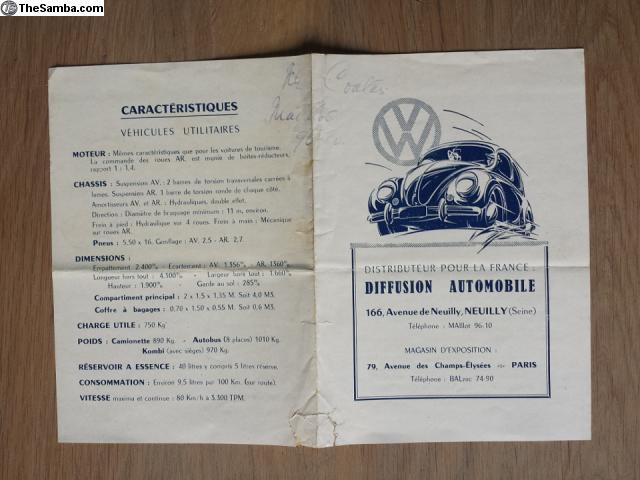 TheSamba.com
CARACTÉRISTIQUES
VÉHICULES UTILITAIRES
MOTEUR : Mêmes caractéristiques que pour les voitures de tourisme.
La commande des roues AR. est munie de boîtes-réducteurs,
rapport 1 : 1,4.
CHASSIS : Suspension AV. : 2 barres de torsion transversales carrées à
lames. Suspension AR. 1 barre de torsion ronde de chaque côté.
Amortisseurs AV. et AR. : Hydrauliques, double effet.
Direction : Diamètre de braquage minimum : 11 m. environ.
Frein à pied : Hydraulique sur 4 roues. Frein à main : Mécanique
sur roues AR.
Pneus : 5,50 x 16. Gonflage : AV. 2,5 - AR. 2,7.
DIMENSIONS :
Empattement 2.400‴ - Écartement : AV. 1.356‴ - AR. 1360‴
Longueur hors tout : 4.100‴ - Largeur hors tout : 1.660‴
Hauteur : 1.900‴ - Garde au sol : 285‴
Compartiment principal : 2 x 1.5 x 1,35 M. Soit 4,0 M3.
Coffre à bagages : 0.70 x 1.50 x 0.55 M. Soit 0,6 M3.
CHARGE UTILE : 750 Kg
POIDS : Camionette 890 Kg. - Autobus (8 places) 1010 Kg.
Kombi (avec sièges) 970 Kg.
RÉSERVOIR A ESSENCE : 40 litres y compris 5 litres réserve.
CONSOMMATION : Environ 9,5 litres par 100 Km. (sur route).
VITESSE maxima et continue : 80 Km/h à 3.300 TPM.
Coates
VW
DISTRIBUTEUR POUR LA FRANCE :
DIFFUSION AUTOMOBILE
166, Avenue de Neuilly, NEUILLY (Seine)
Téléphone : MAIllot 96-10
MAGASIN D'EXPOSITION :
79, Avenue des Champs-Élysées PARIS
Téléphone : BALzac 74-90